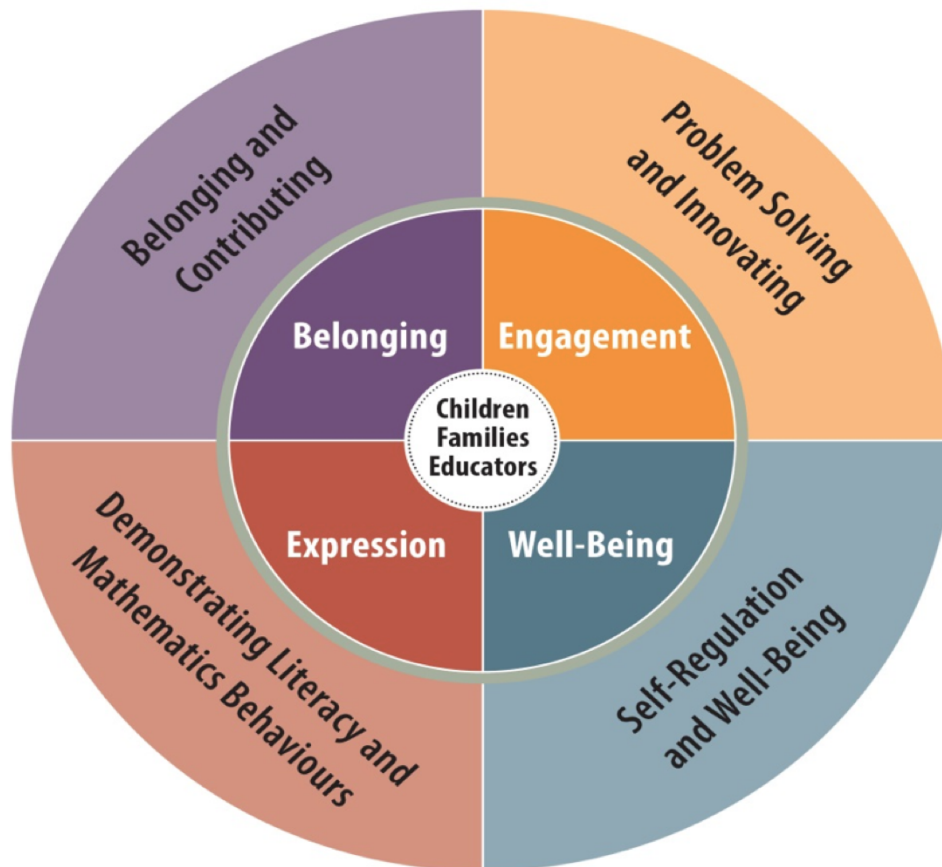 Belonging and
Contributing
Problem Solving
and Innovating
Belonging
Engagement
Children
Families
Educators
Expression
Well-Being
Demonstrating Literacy and
Mathematics Behaviours
Self-Regulation
and Well-Being